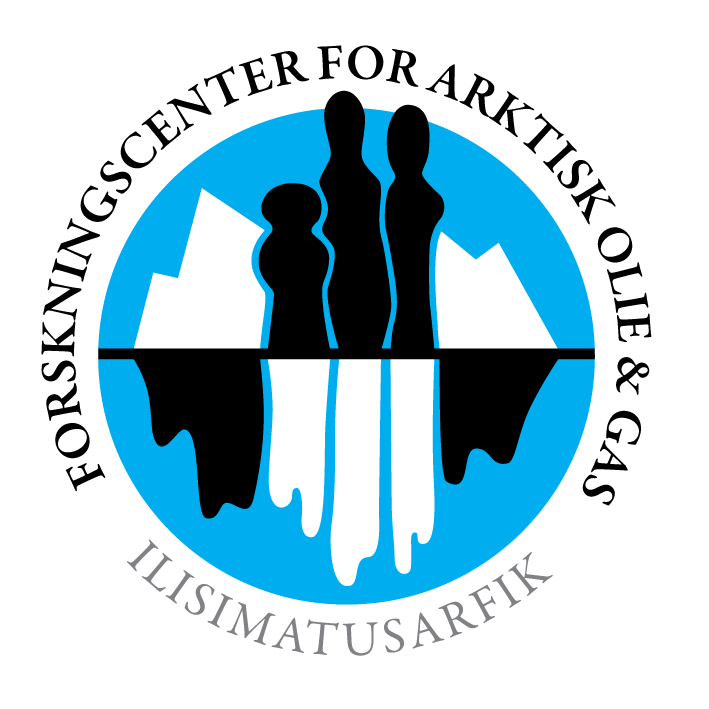 FORSKNINGSCENTER FOR ARKTISK OLIE & GAS
ILISIMATUSARFIK